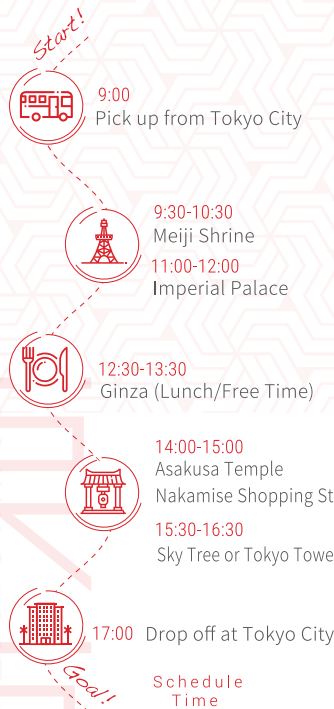 Start!
9:00
Pick up from Tokyo City
9:30-10:30
Meiji Shrine
11:00-12:00
Imperial Palace
12:30-13:30
Ginza (Lunch/Free Time)
14:00-15:00
Asakusa Temple
Nakamise Shopping St
15:30-16:30
Sky Tree or Tokyo Towe
17:00 Drop off at Tokyo City
Goal!
Schedule
Time